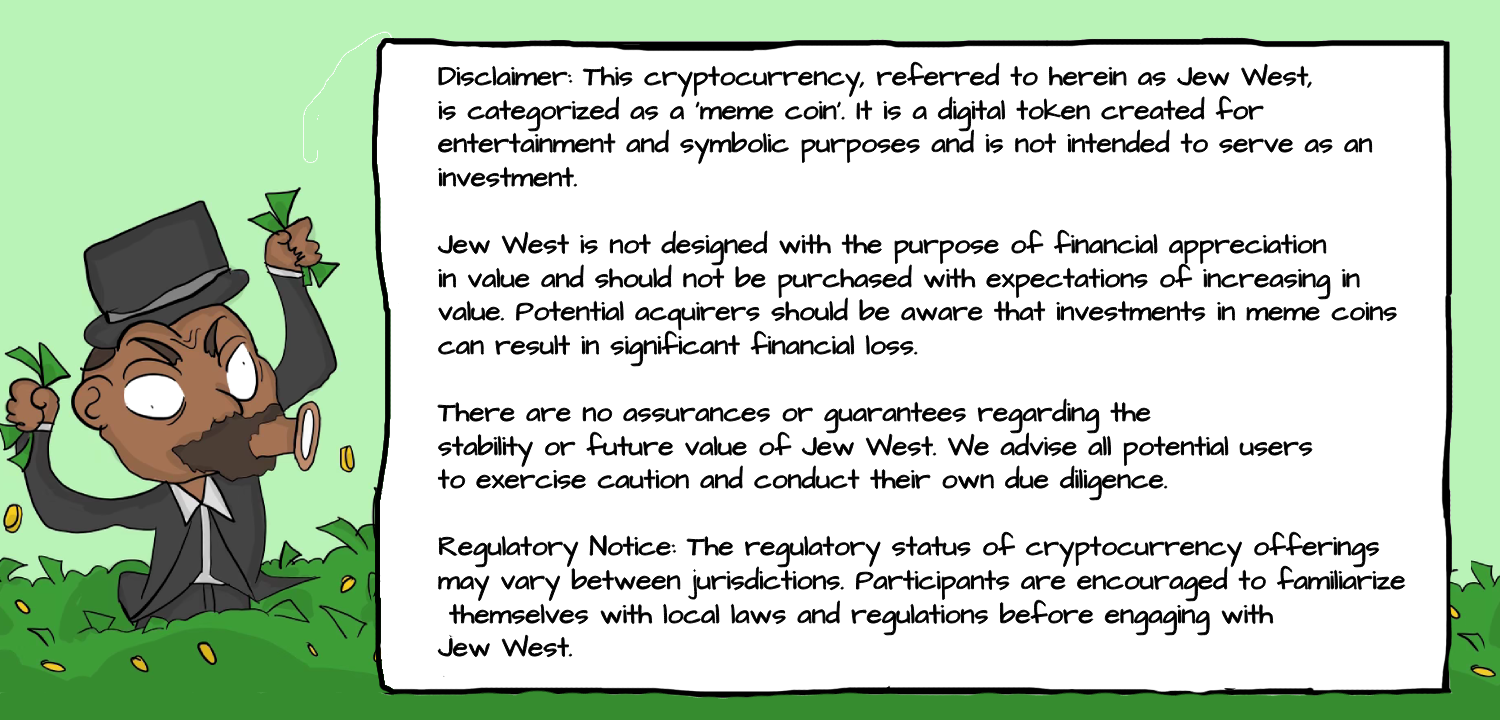 Disclaimer: This cryptocurrency, referred to herein as Jew West,
is categorized as a 'meme coin'. It is a digital token created for
entertainment and symbolic purposes and is not intended to serve as an
investment.
Jew West is not designed with the purpose of financial appreciation
in value and should not be purchased with expectations of increasing in
value. Potential acquirers should be aware that investments in meme coins
can result in significant financial loss.
There are no assurances or guarantees regarding the
stability or future value of Jew West. We advise all potential users
to exercise caution and conduct their own due diligence.
Regulatory Notice: The regulatory status of cryptocurrency offerings
may vary between jurisdictions. Participants are encouraged to familiarize
themselves with local laws and regulations before engaging with
Jew West.